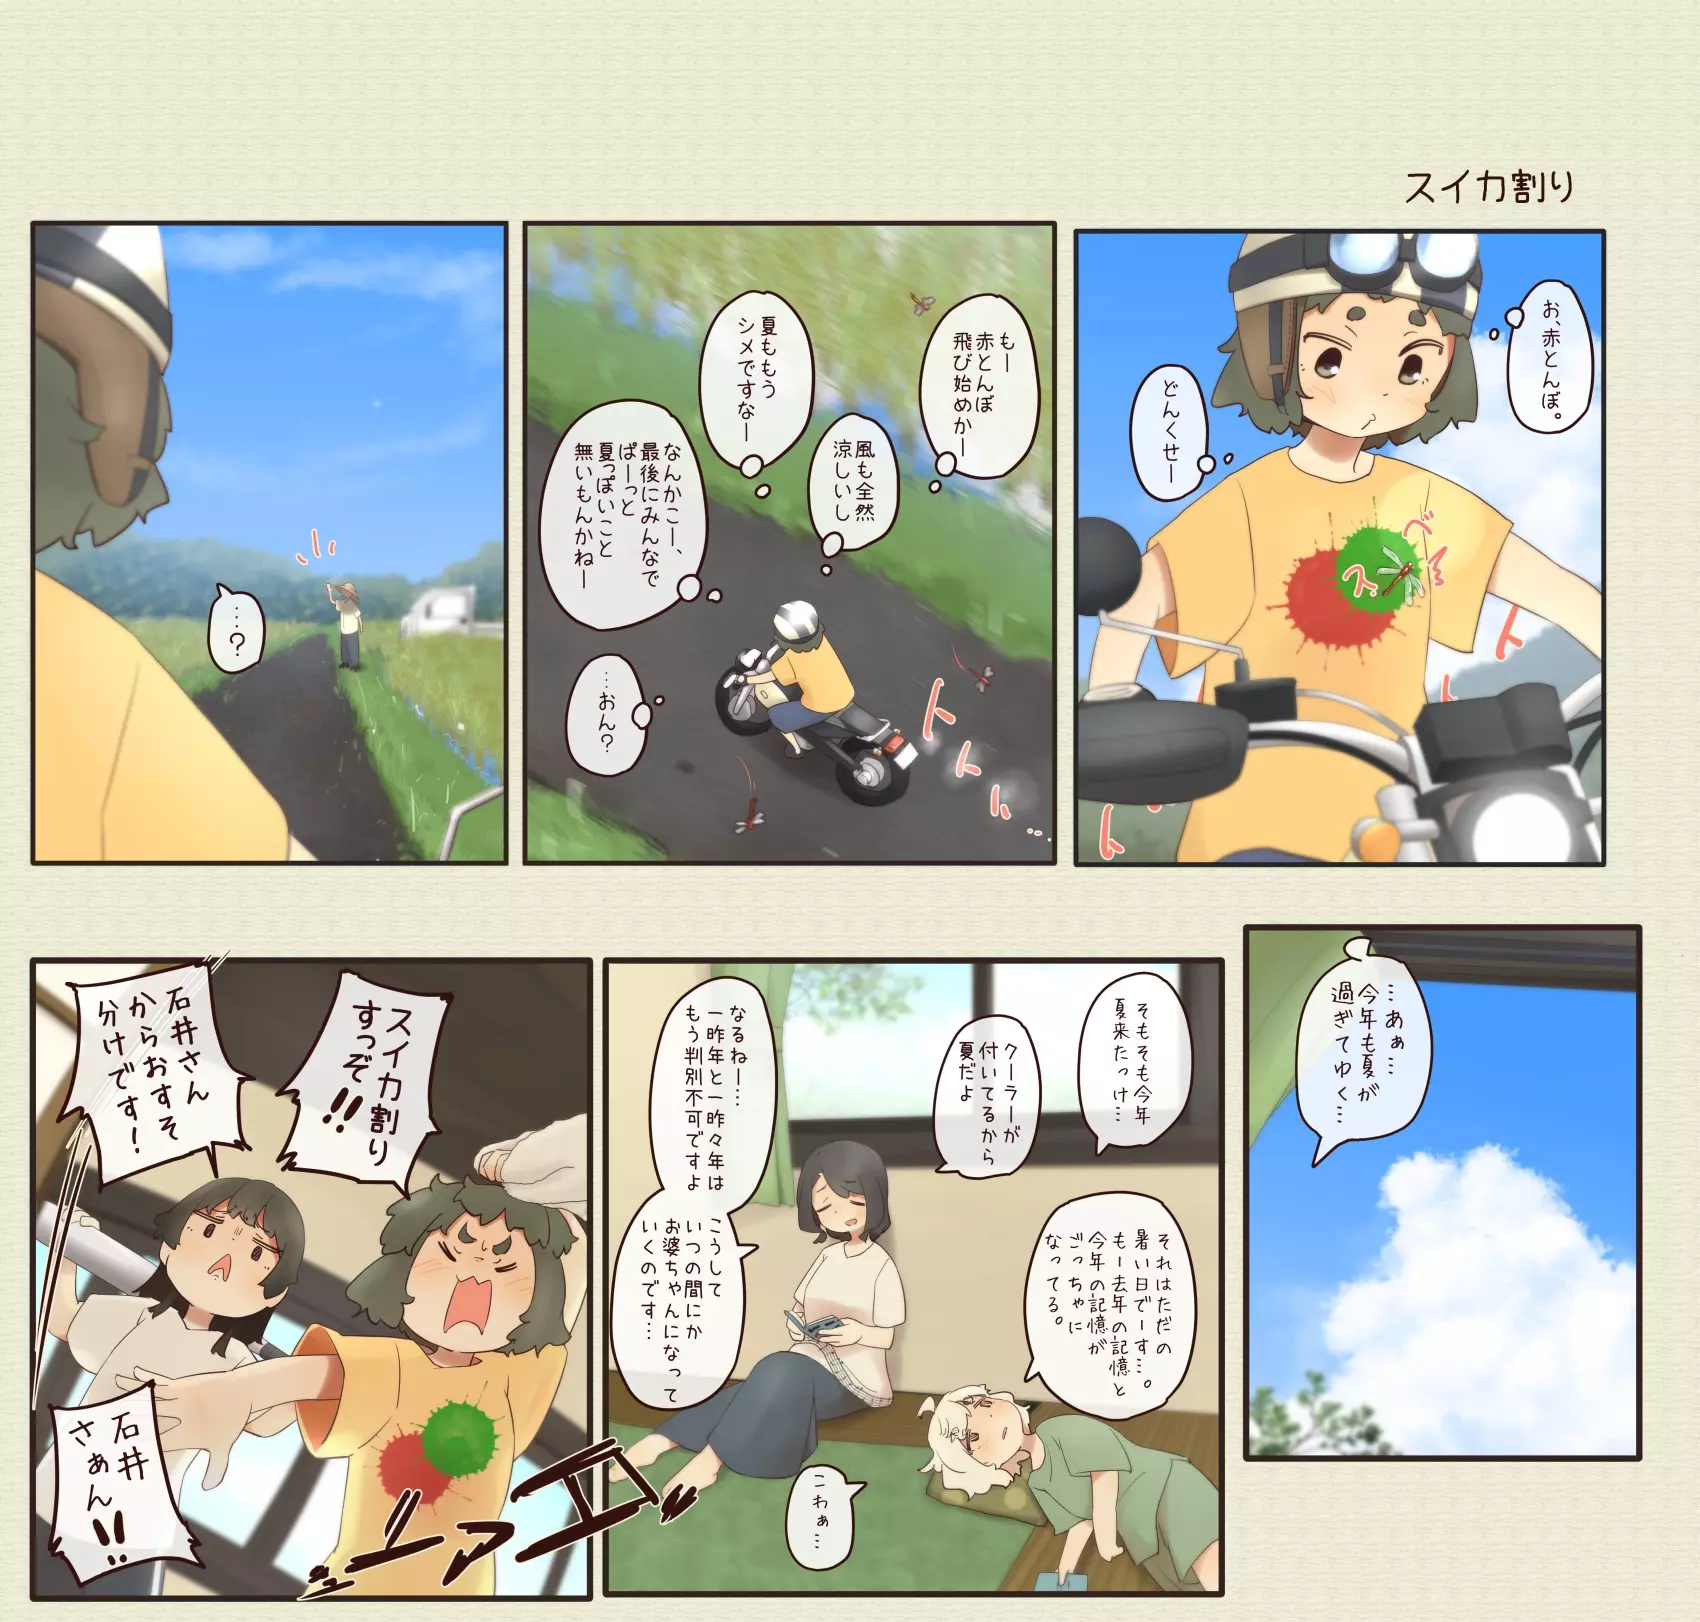 スイカ割り
お、赤とんぼ。
どんくせー
ベ
ス
ト
ト
ト
もー
赤とんぼ
飛び始めかー
風も全然
涼しいし
夏ももう
シメですなー
なんかこー、
最後にみんなで
ぱーっと
夏っぽいこと
無いもんかねー
…おん？
ト
ト
…？
…あぁ…
今年も夏が
過ぎてゆく…
そもそも今年
夏来たっけ…
クーラーが
付いてるから
夏だよ
それはただの
暑い日でーす…。
もー去年の記憶と
今年の記憶が
ごっちゃに
なってる。
なるねー…
一昨年と一昨々年は
もう判別不可ですよ
こうして
いつの間にか
お婆ちゃんになって
いくのです…
こわぁ…
スイカ割り
すっぞ!!
石井さん
からおすそ
分けです!
石井
さぁん!!